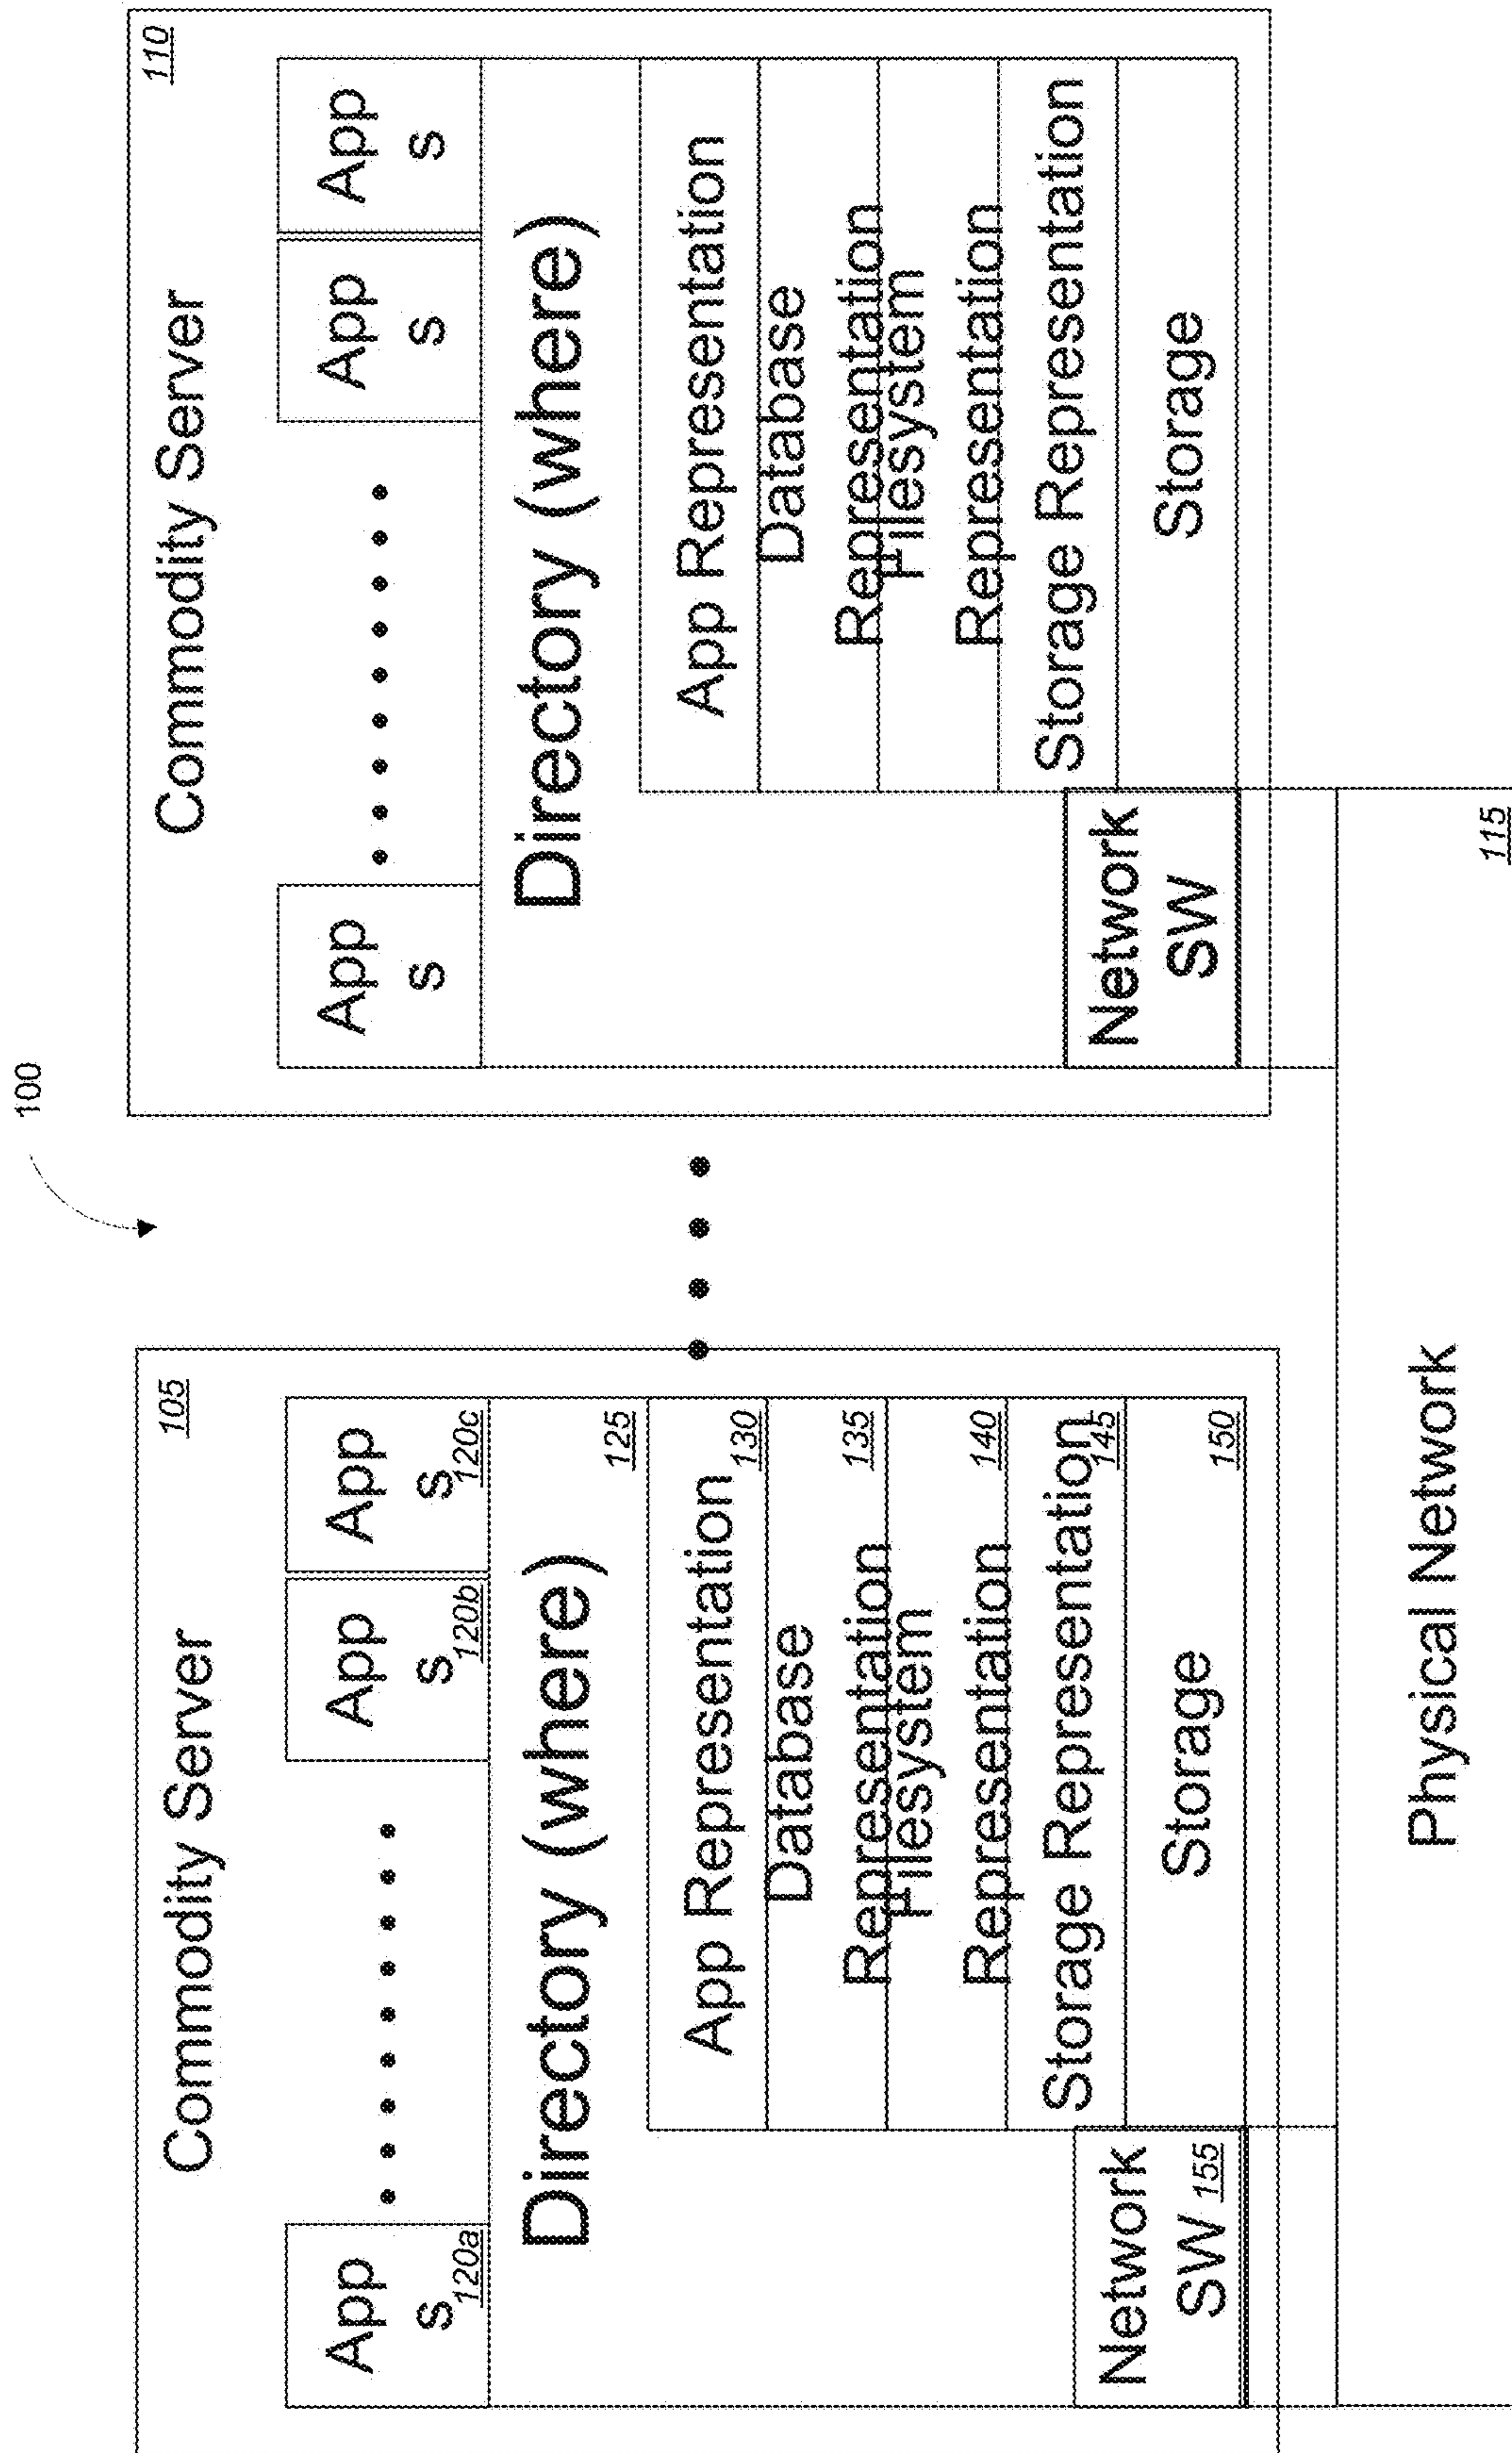 100
Commodity Server
105
App
s
120a
App
s
120b
App
s
120c
Directory (where)
125
App Representation
130
Database
Representation
135
Filesystem
Representation
140
Storage Representation
145
Storage
150
Network
SW 155
Commodity Server
110
App
s
App
s
App
s
Directory (where)
App Representation
Database
Representation
Filesystem
Representation
Storage Representation
Storage
Network
SW
Physical Network
115